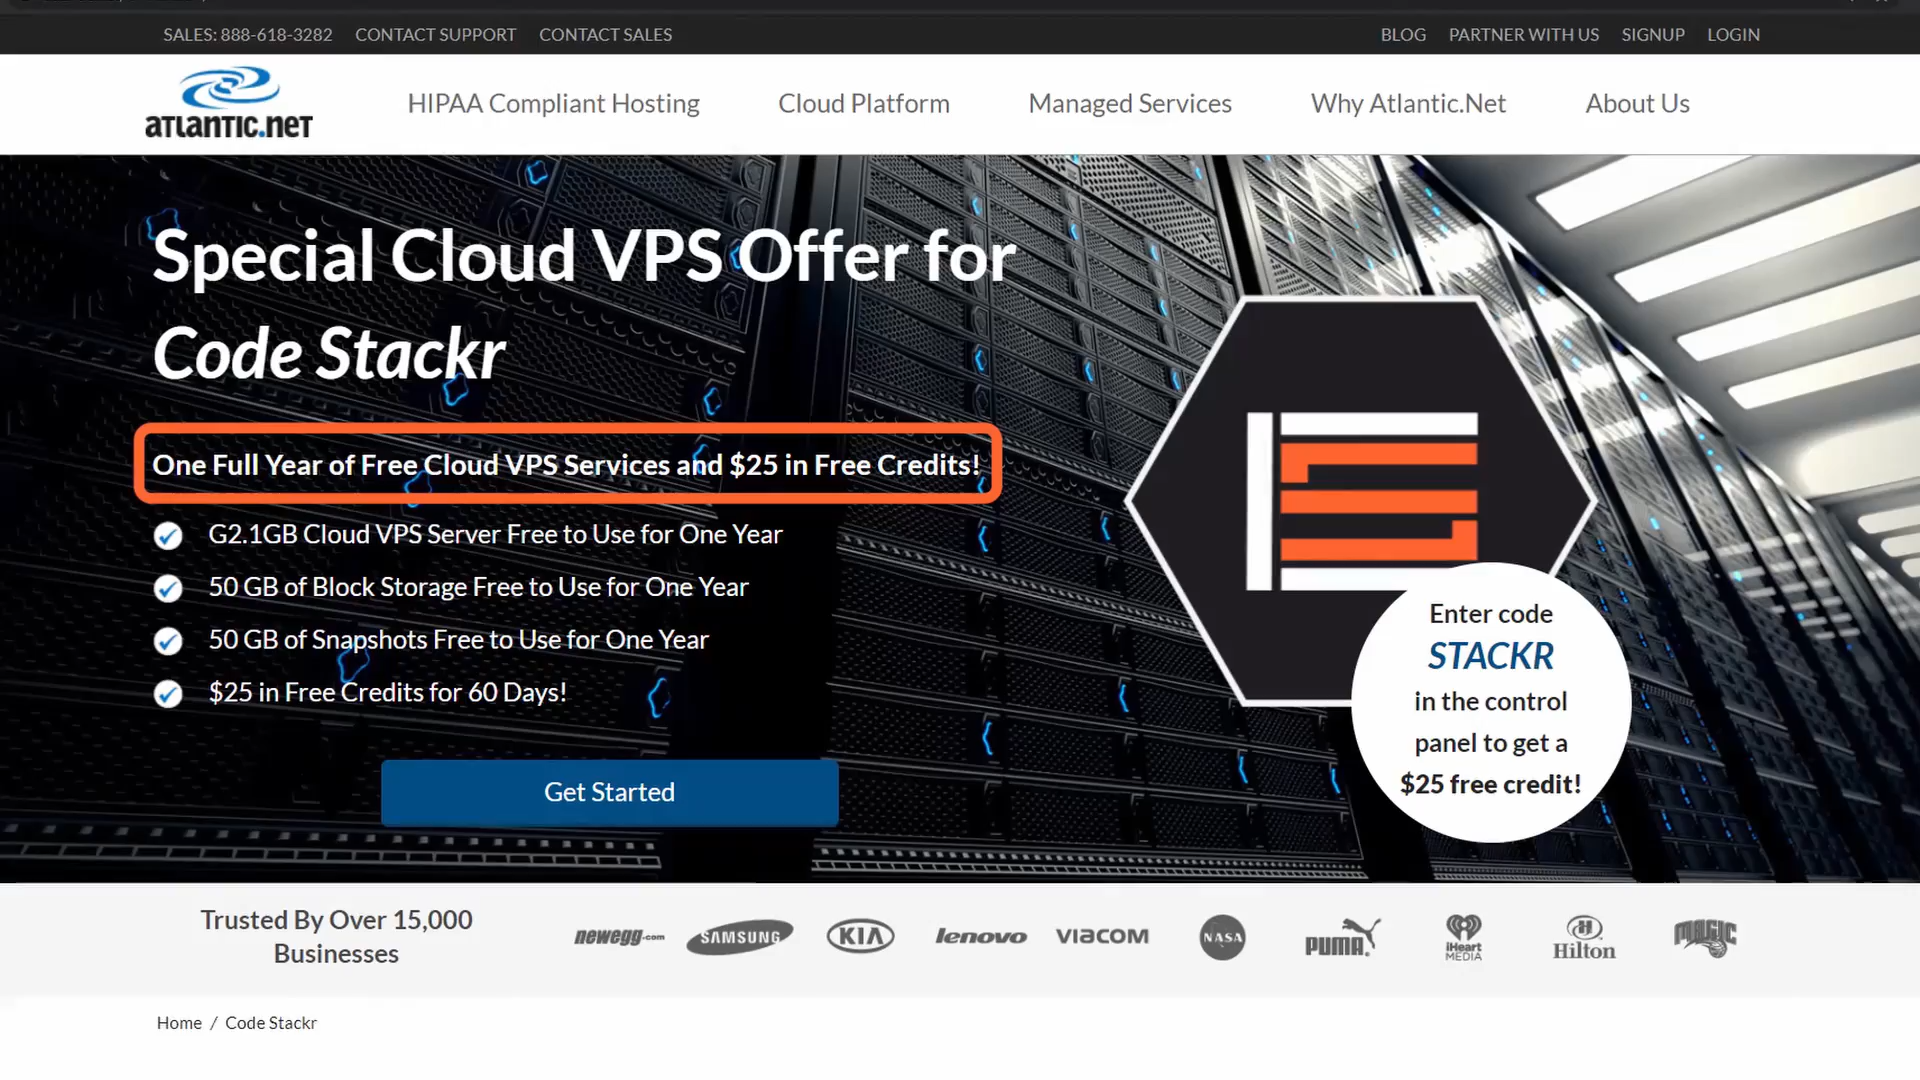 SALES: 888-618-3282 CONTACT SUPPORT CONTACT SALES BLOG PARTNER WITH US SIGNUP LOGIN
ATLANTIC.NET
HIPAA Compliant Hosting Cloud Platform Managed Services Why Atlantic.Net About Us
Special Cloud VPS Offer for
Code Stackr
One Full Year of Free Cloud VPS Services and $25 in Free Credits!
G2.1GB Cloud VPS Server Free to Use for One Year
50 GB of Block Storage Free to Use for One Year
50 GB of Snapshots Free to Use for One Year
$25 in Free Credits for 60 Days!
Get Started
Enter code
STACKR
in the control
panel to get a
$25 free credit!
Trusted By Over 15,000
Businesses
newegg.com SAMSUNG KIA lenovo VIACOM NASA PUMA iHeart MEDIA Hilton MAGIC
Home / Code Stackr